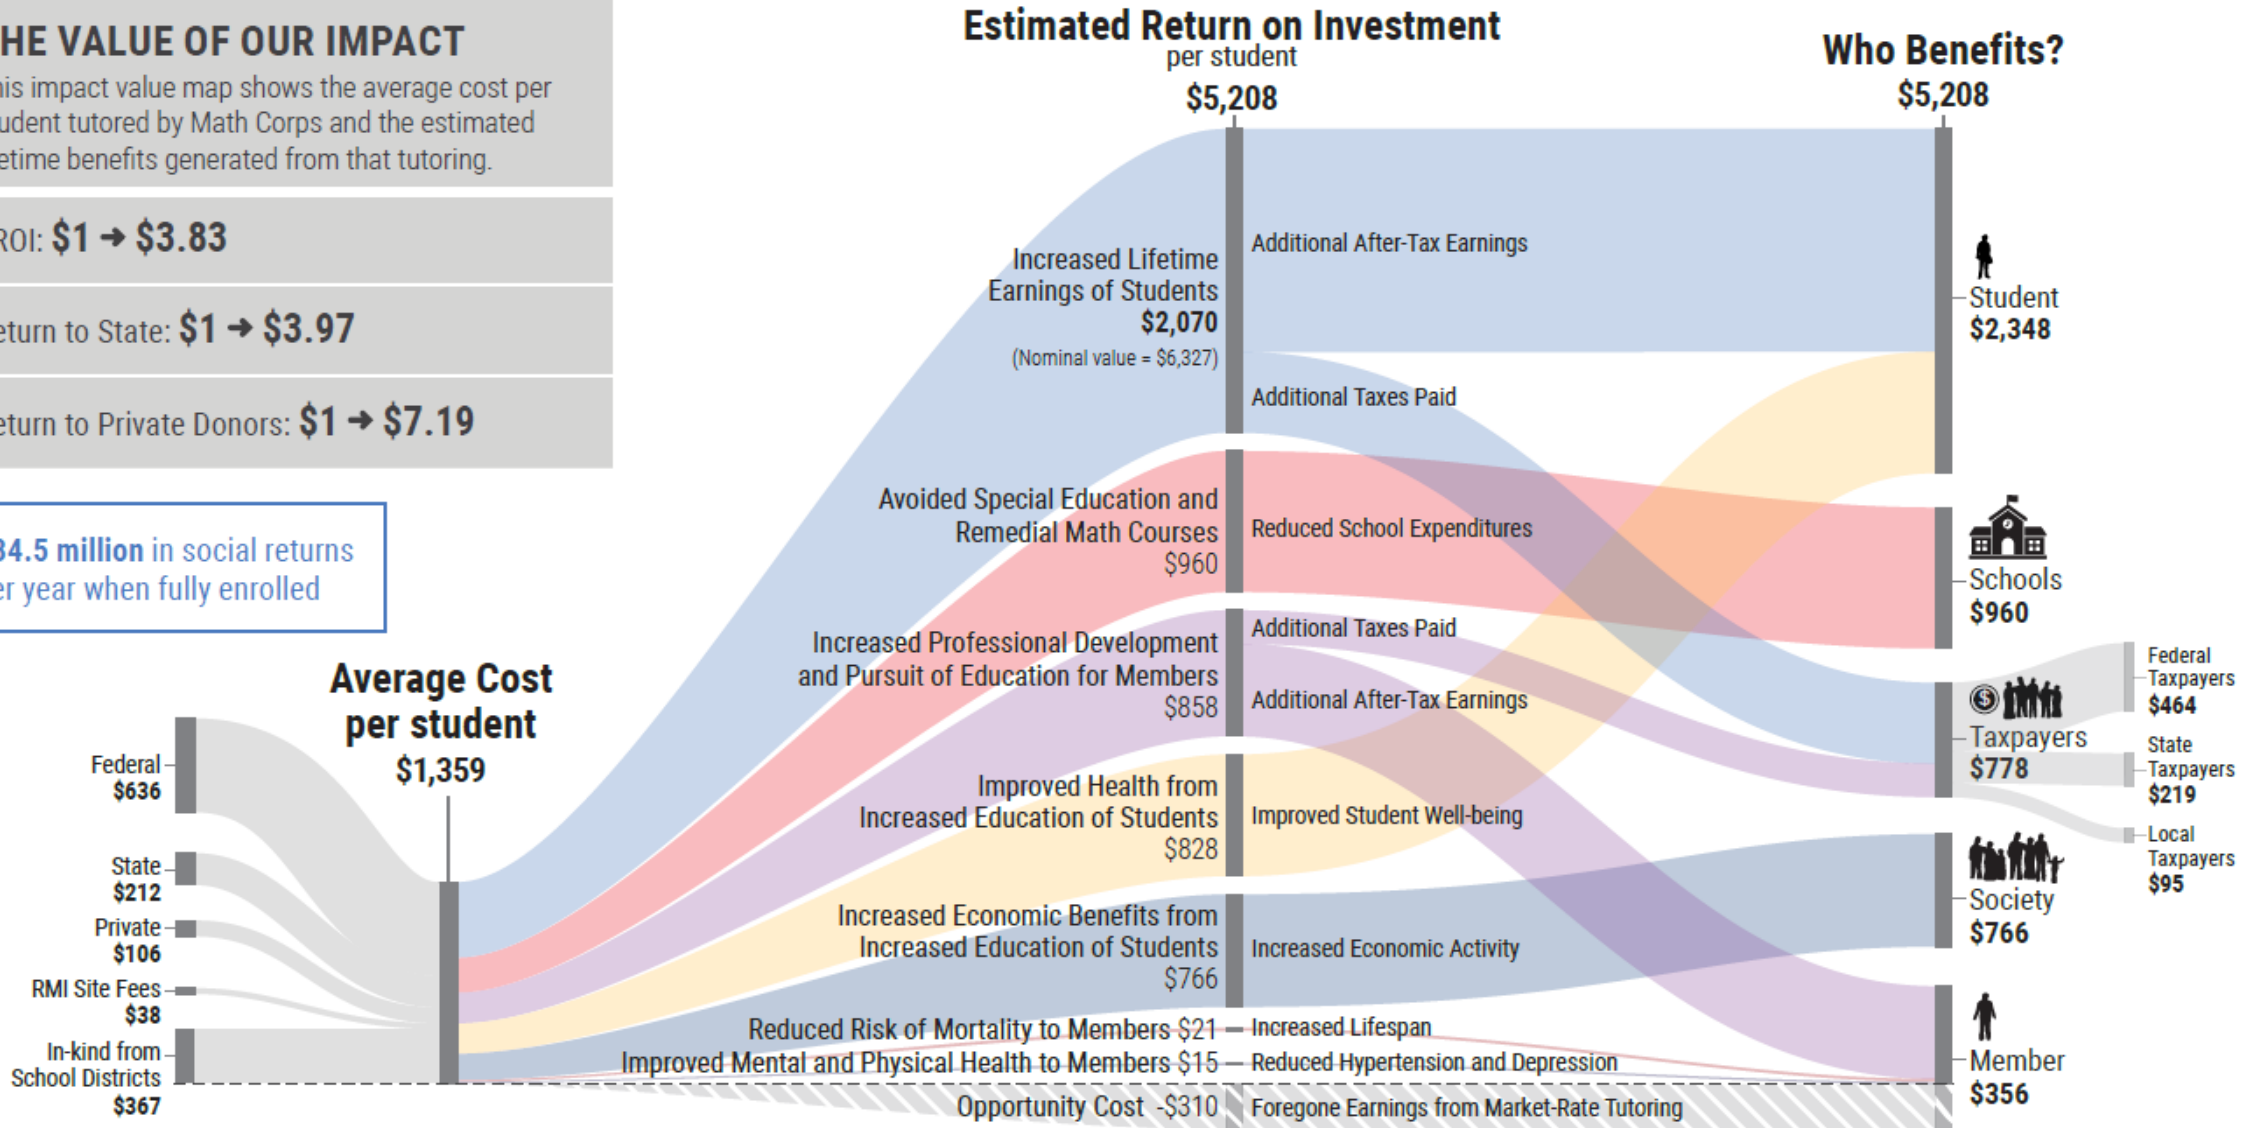 HE VALUE OF OUR IMPACT
his impact value map shows the average cost per
udent tutored by Math Corps and the estimated
etime benefits generated from that tutoring.
ROI: $1 → $3.83
eturn to State: $1 → $3.97
eturn to Private Donors: $1 → $7.19
34.5 million in social returns
er year when fully enrolled
Average Cost
per student
$1,359
Federal
$636
State
$212
Private
$106
RMI Site Fees
$38
In-kind from
School Districts
$367
Estimated Return on Investment
per student
$5,208
Increased Lifetime
Earnings of Students
$2,070
(Nominal value = $6,327)
Additional After-Tax Earnings
Additional Taxes Paid
Avoided Special Education and
Remedial Math Courses
$960
Reduced School Expenditures
Increased Professional Development
and Pursuit of Education for Members
$858
Additional Taxes Paid
Additional After-Tax Earnings
Improved Health from
Increased Education of Students
$828
Improved Student Well-being
Increased Economic Benefits from
Increased Education of Students
$766
Increased Economic Activity
Reduced Risk of Mortality to Members $21
Increased Lifespan
Improved Mental and Physical Health to Members $15
Reduced Hypertension and Depression
Opportunity Cost -$310
Foregone Earnings from Market-Rate Tutoring
Who Benefits?
$5,208
Student
$2,348
Schools
$960
Taxpayers
$778
Federal
Taxpayers
$464
State
Taxpayers
$219
Local
Taxpayers
$95
Society
$766
Member
$356